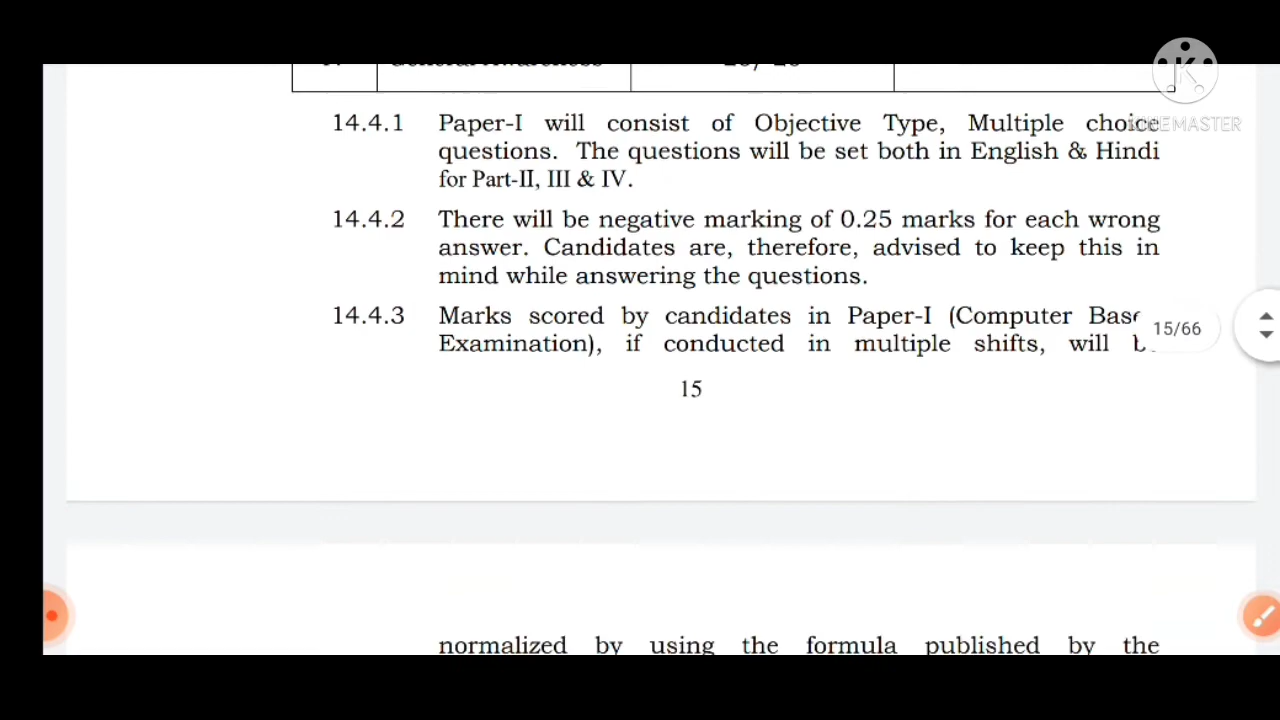 General Awareness
14.4.1 Paper-I will consist of Objective Type, Multiple choice
questions. The questions will be set both in English & Hindi
for Part-II, III & IV.
14.4.2 There will be negative marking of 0.25 marks for each wrong
answer. Candidates are, therefore, advised to keep this in
mind while answering the questions.
14.4.3 Marks scored by candidates in Paper-I (Computer Base
Examination), if conducted in multiple shifts, will b
15
normalized by using the formula published by the
15/66
KINEMASTER